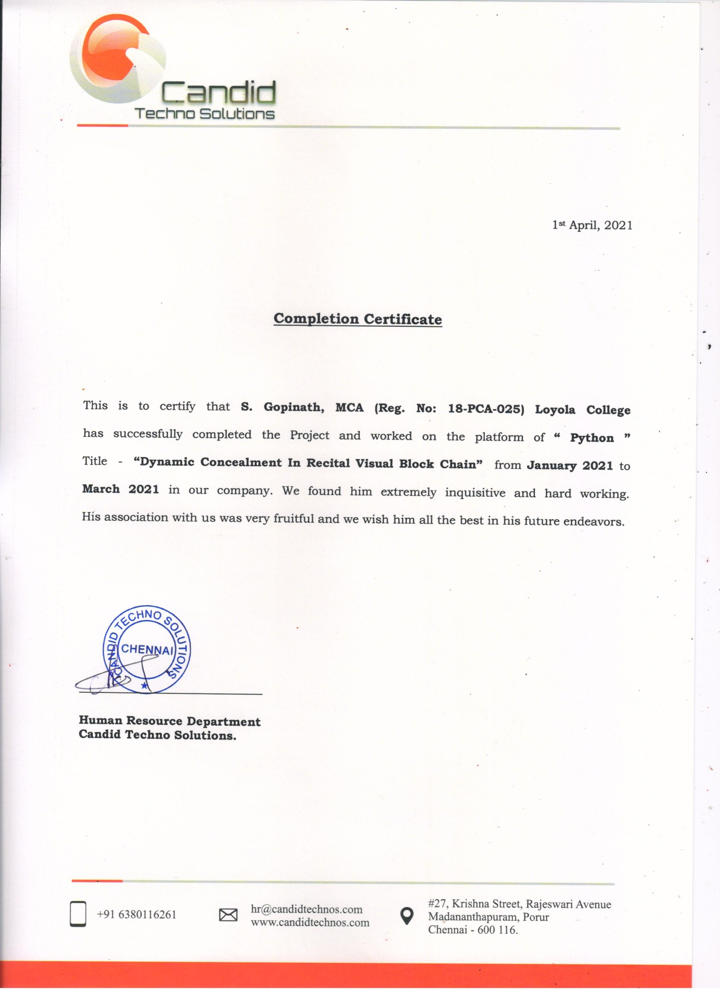 Candid
Techno Solutions
1st April, 2021
Completion Certificate
This is to certify that S. Gopinath, MCA (Reg. No: 18-PCA-025) Loyola College
has successfully completed the Project and worked on the platform of “ Python ”
Title - “Dynamic Concealment In Recital Visual Block Chain” from January 2021 to
March 2021 in our company. We found him extremely inquisitive and hard working.
His association with us was very fruitful and we wish him all the best in his future endeavors.
CANDID TECHNO SOLUTIONS
CHENNAI
Human Resource Department
Candid Techno Solutions.
+91 6380116261
hr@candidtechnos.com
www.candidtechnos.com
#27, Krishna Street, Rajeswari Avenue
Madananthapuram, Porur
Chennai - 600 116.